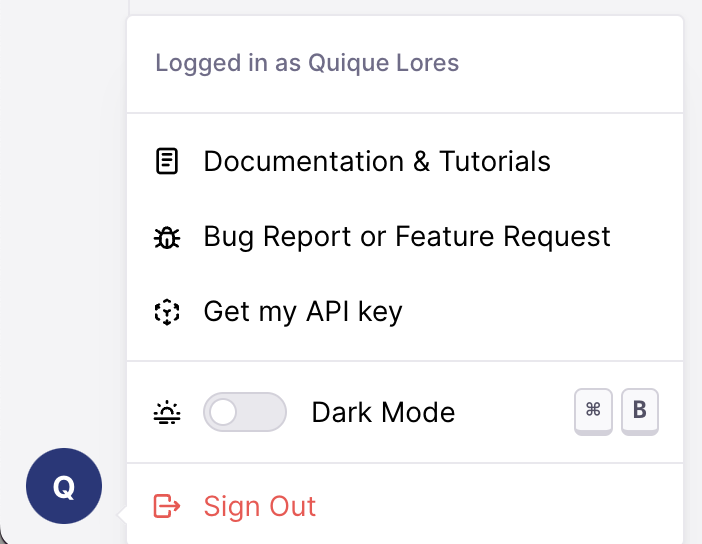 Logged in as Quique Lores
Documentation & Tutorials
Bug Report or Feature Request
Get my API key
Dark Mode ⌘ B
Q
Sign Out